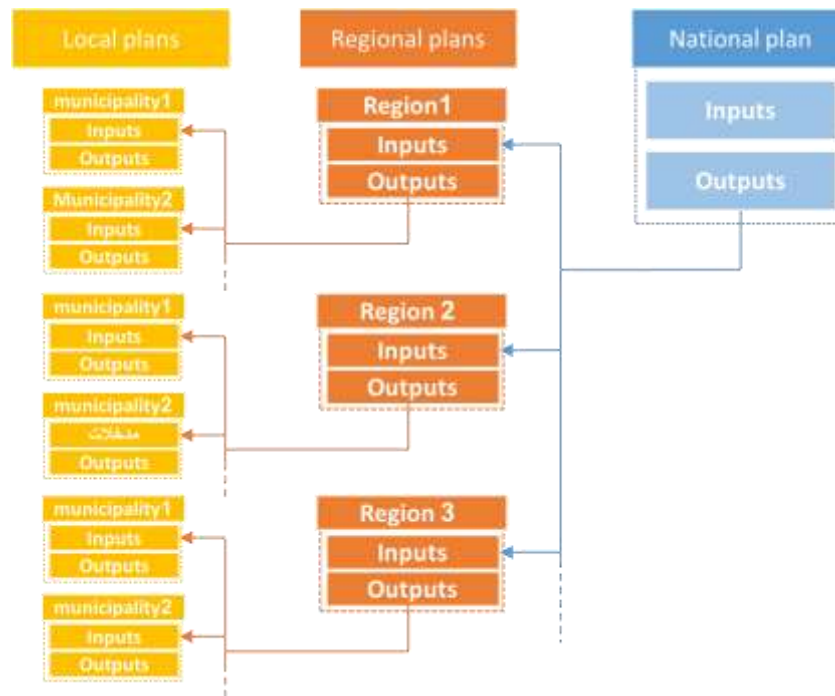 Local plans
Regional plans
National plan
municipality1
Inputs
Outputs
Municipality2
Inputs
Outputs
Region1
Inputs
Outputs
Inputs
Outputs
municipality1
Inputs
Outputs
municipality2
مدخلات
Outputs
Region 2
Inputs
Outputs
municipality1
Inputs
Outputs
municipality2
Inputs
Outputs
Region 3
Inputs
Outputs